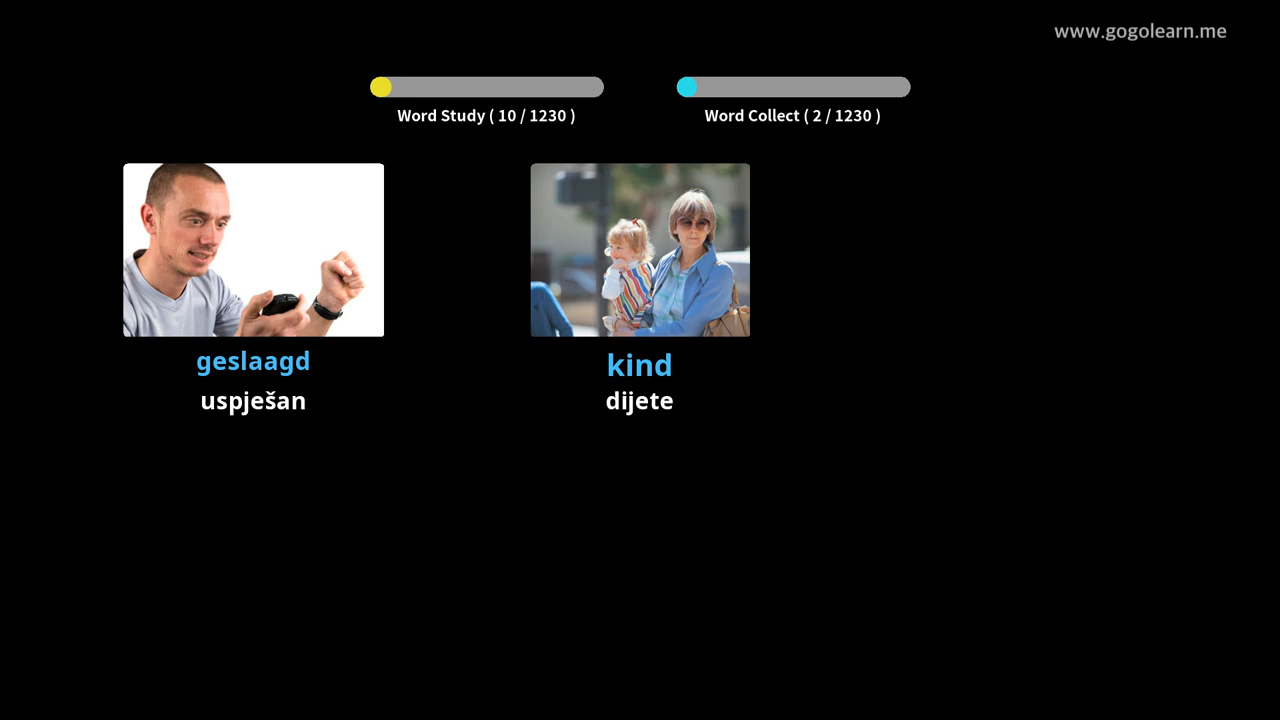 www.gogolearn.me
Word Study ( 10 / 1230 )
Word Collect ( 2 / 1230 )
geslaagd
uspješan
kind
dijete